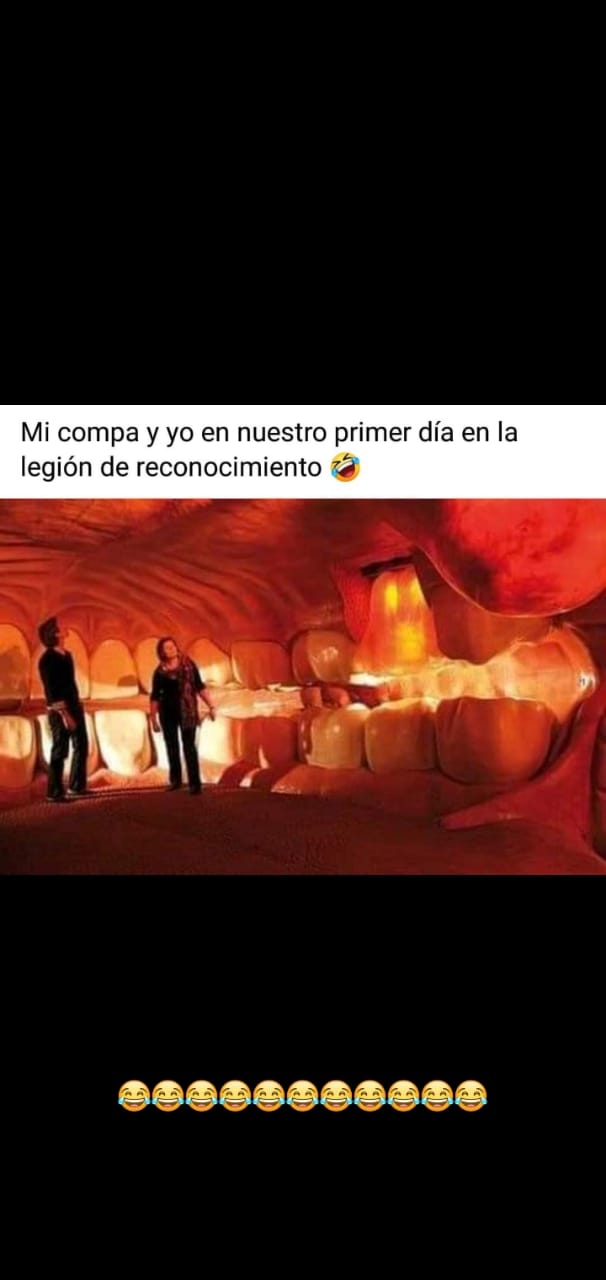 Mi compa y yo en nuestro primer día en la
legión de reconocimiento 🤣
😂😂😂😂😂😂😂😂😂😂😂